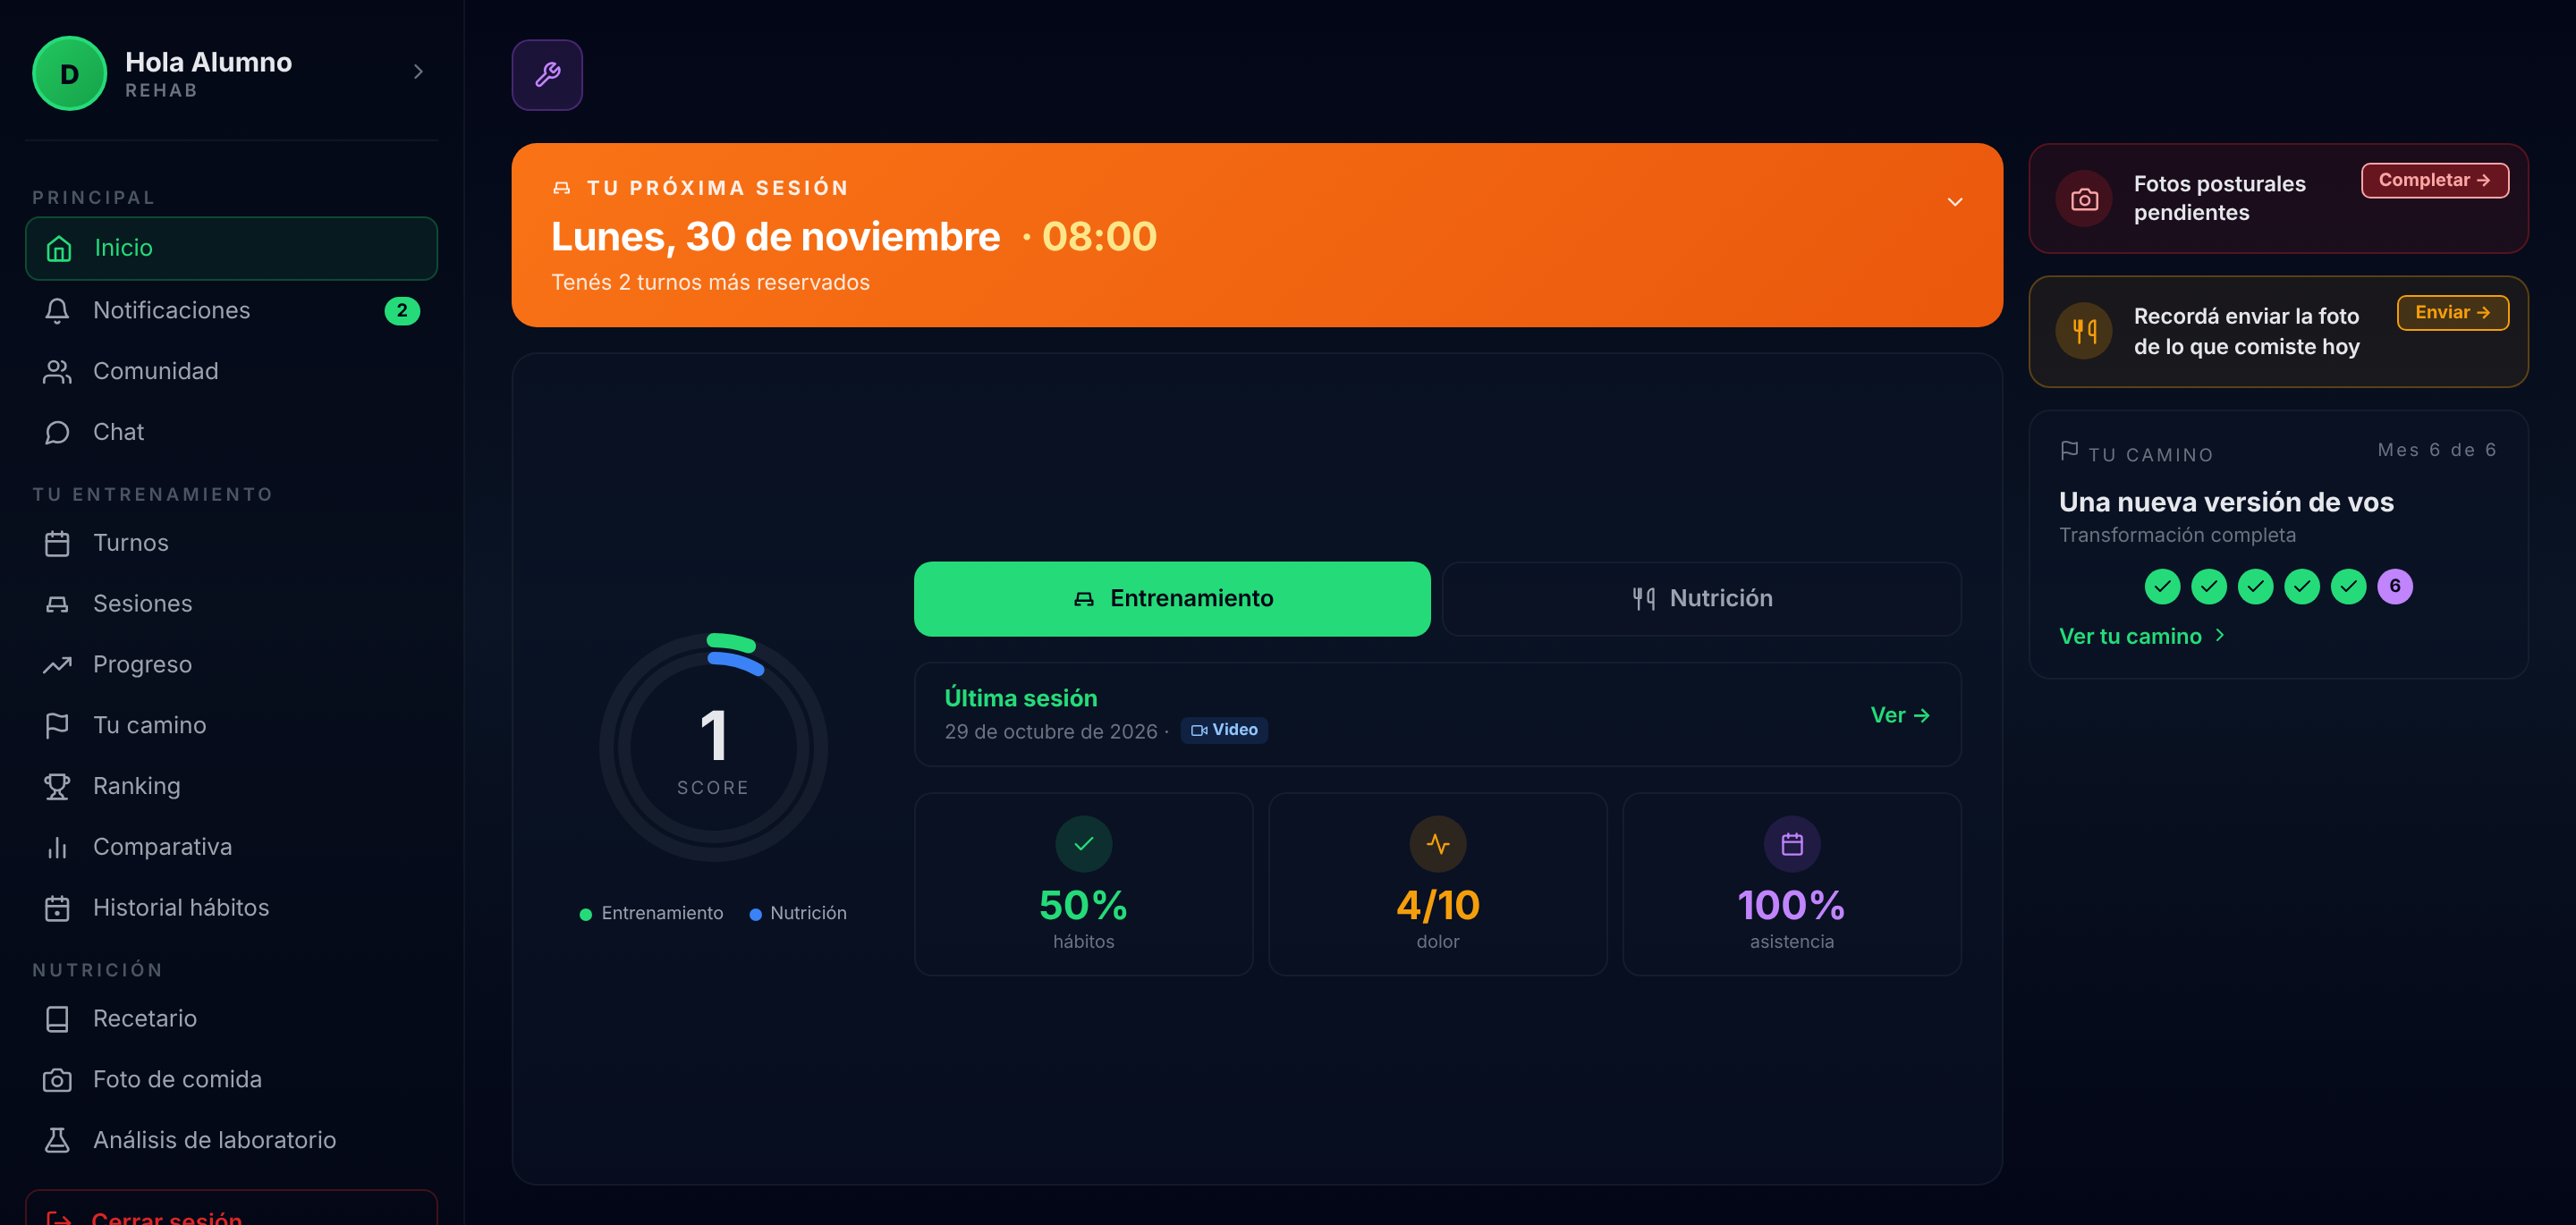 D
Hola Alumno
REHAB
PRINCIPAL
Inicio
Notificaciones 2
Comunidad
Chat
TU ENTRENAMIENTO
Turnos
Sesiones
Progreso
Tu camino
Ranking
Comparativa
Historial hábitos
NUTRICIÓN
Recetario
Foto de comida
Análisis de laboratorio
Cerrar sesión
TU PRÓXIMA SESIÓN
Lunes, 30 de noviembre · 08:00
Tenés 2 turnos más reservados
1
SCORE
Entrenamiento Nutrición
Entrenamiento
Nutrición
Última sesión
29 de octubre de 2026 · Video
Ver →
50%
hábitos
4/10
dolor
100%
asistencia
Fotos posturales
pendientes
Completar →
Recordá enviar la foto
de lo que comiste hoy
Enviar →
TU CAMINO
Mes 6 de 6
Una nueva versión de vos
Transformación completa
6
Ver tu camino